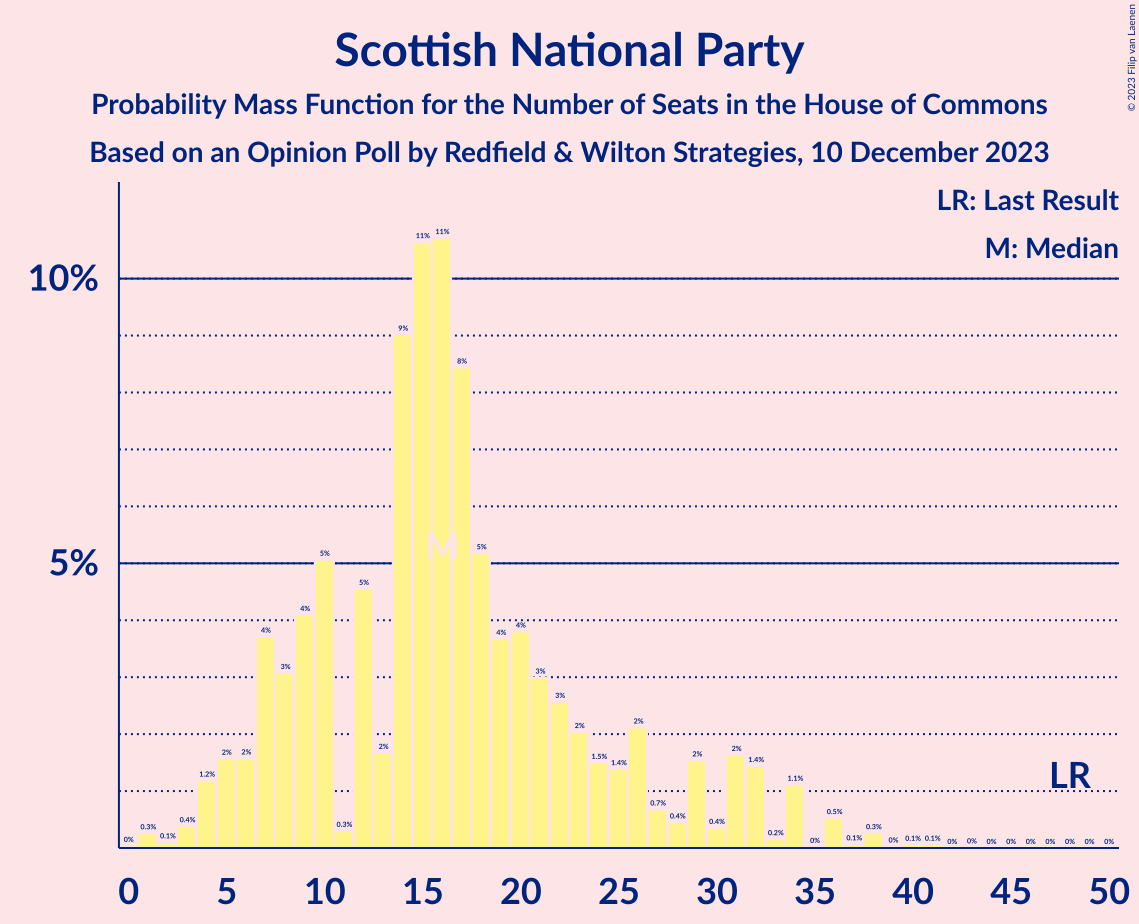 Scottish National Party
Probability Mass Function for the Number of Seats in the House of Commons
Based on an Opinion Poll by Redfield & Wilton Strategies, 10 December 2023
© 2023 Filip van Laenen
LR: Last Result
M: Median
10%
5%
0% 0.3% 0.1% 0.4% 1.2% 2% 2% 4% 3% 4% 5% 0.3% 5% 2% 9% 11% 11% 8% 5% 4% 4% 3% 3% 2% 1.5% 1.4% 2% 0.7% 0.4% 2% 0.4% 2% 1.4% 0.2% 1.1% 0% 0.5% 0.1% 0.3% 0% 0.1% 0.1% 0% 0% 0% 0% 0% 0% 0% 0% 0%
M
LR
0 5 10 15 20 25 30 35 40 45 50